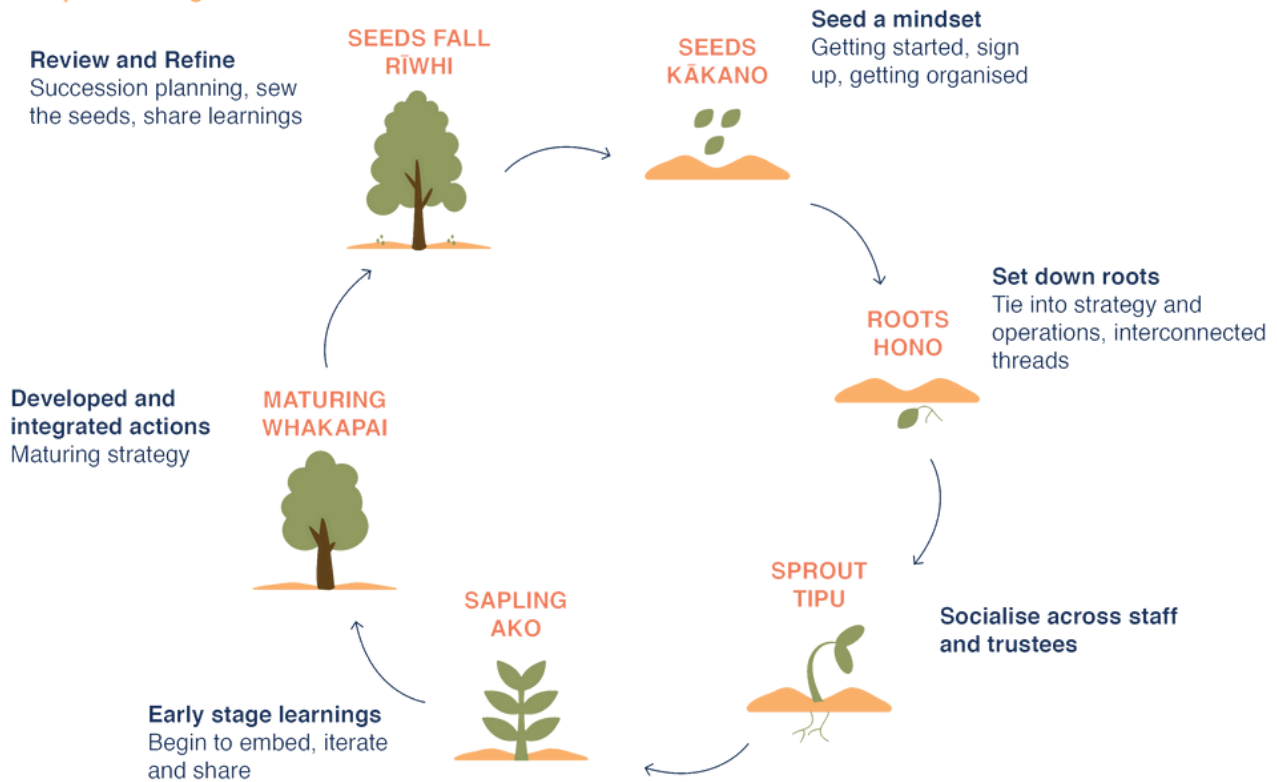 SEEDS FALL
RĪWHI
Review and Refine
Succession planning, sew
the seeds, share learnings
SEEDS
KĀKANO
Seed a mindset
Getting started, sign
up, getting organised
ROOTS
HONO
Set down roots
Tie into strategy and
operations, interconnected
threads
SPROUT
TIPU
Socialise across staff
and trustees
SAPLING
AKO
Early stage learnings
Begin to embed, iterate
and share
MATURING
WHAKAPAI
Developed and
integrated actions
Maturing strategy